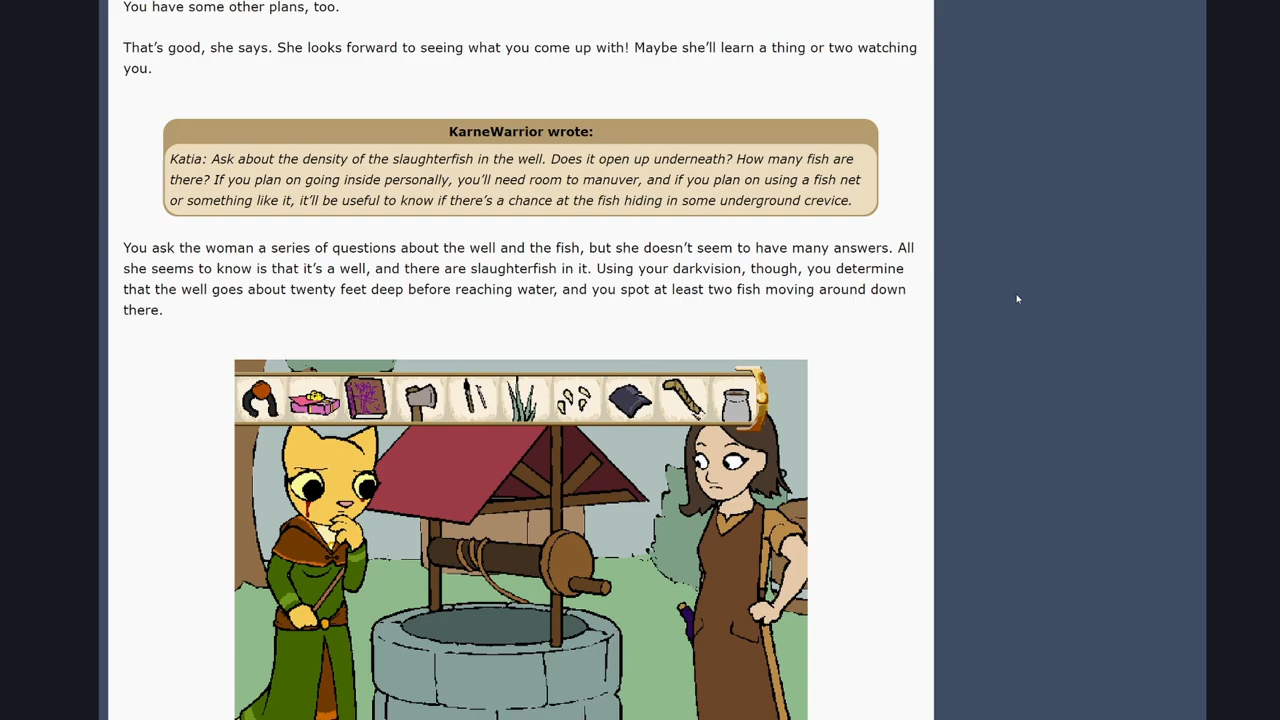 You have some other plans, too.
That’s good, she says. She looks forward to seeing what you come up with! Maybe she’ll learn a thing or two watching
you.
KarneWarrior wrote:
Katia: Ask about the density of the slaughterfish in the well. Does it open up underneath? How many fish are
there? If you plan on going inside personally, you’ll need room to manuver, and if you plan on using a fish net
or something like it, it’ll be useful to know if there’s a chance at the fish hiding in some underground crevice.
You ask the woman a series of questions about the well and the fish, but she doesn’t seem to have many answers. All
she seems to know is that it’s a well, and there are slaughterfish in it. Using your darkvision, though, you determine
that the well goes about twenty feet deep before reaching water, and you spot at least two fish moving around down
there.